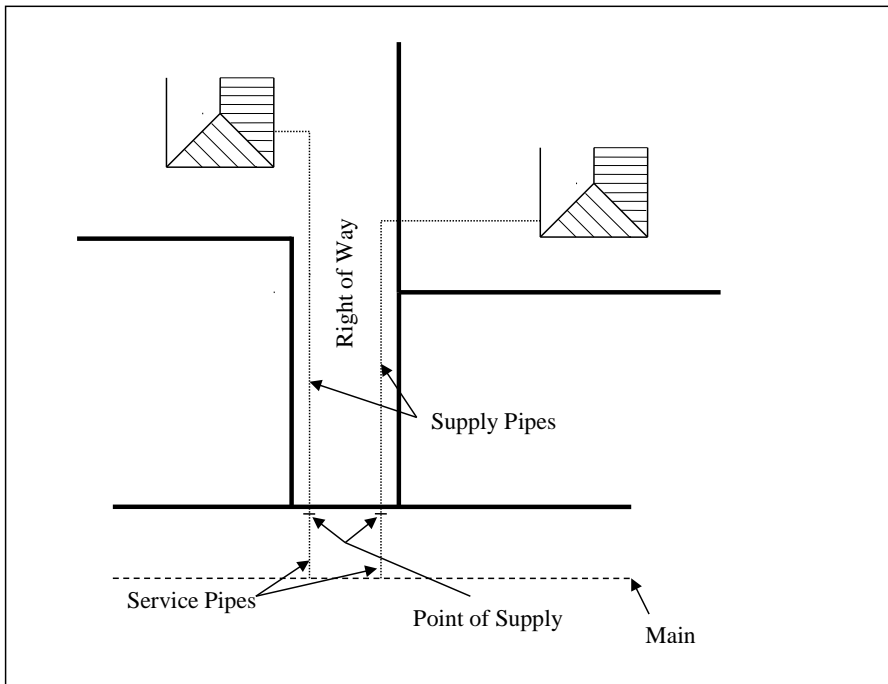 Right of Way
Supply Pipes
Service Pipes
Point of Supply
Main